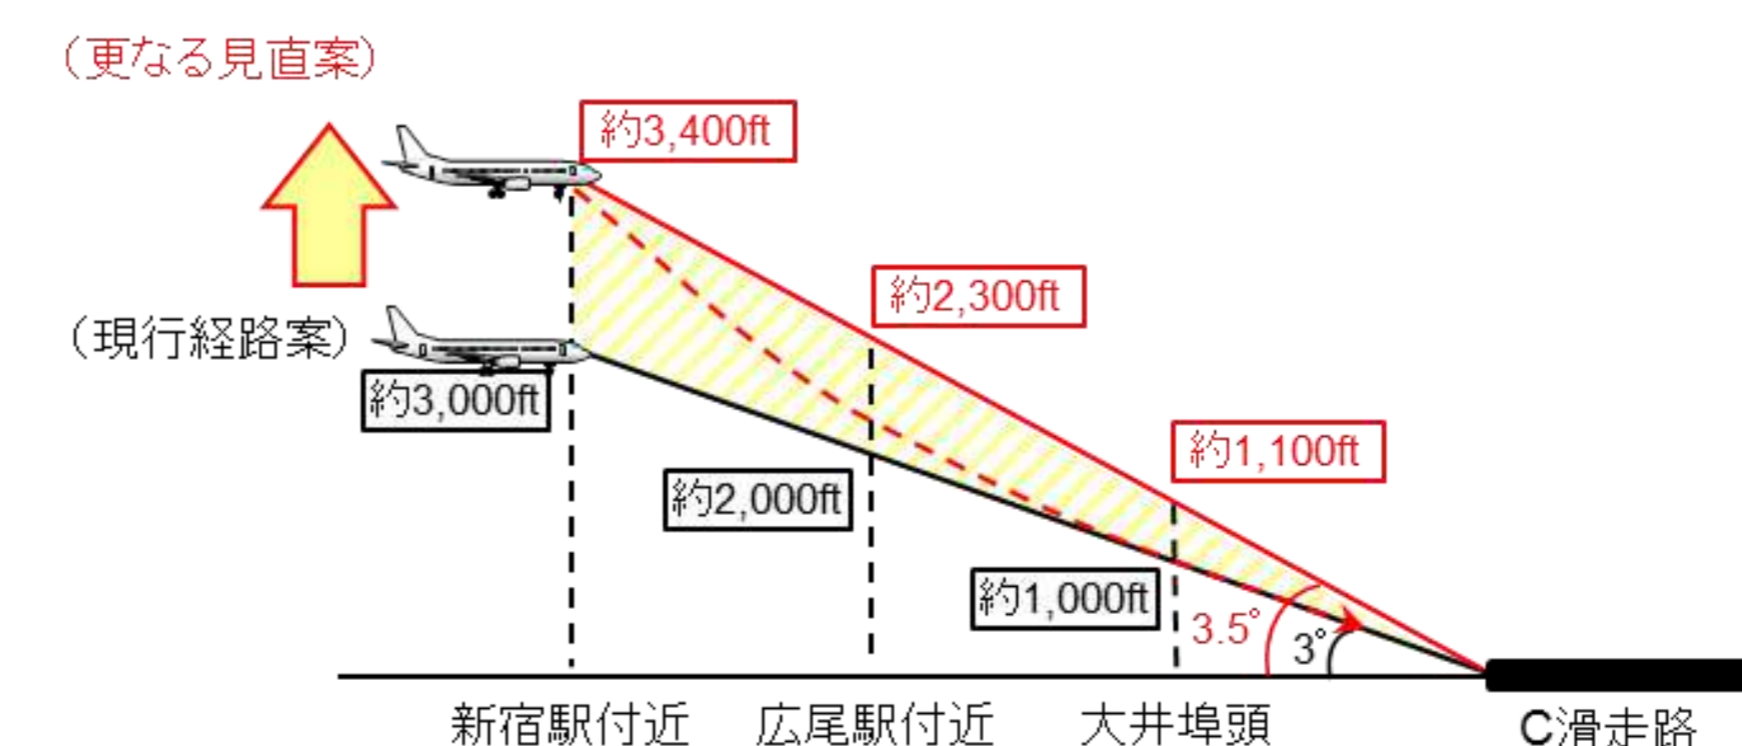 （更なる見直案）
約3,400ft
約2,300ft
（現行経路案）
約3,000ft
約1,100ft
約2,000ft
約1,000ft
3.5°
3°
新宿駅付近
広尾駅付近
大井埠頭
C滑走路